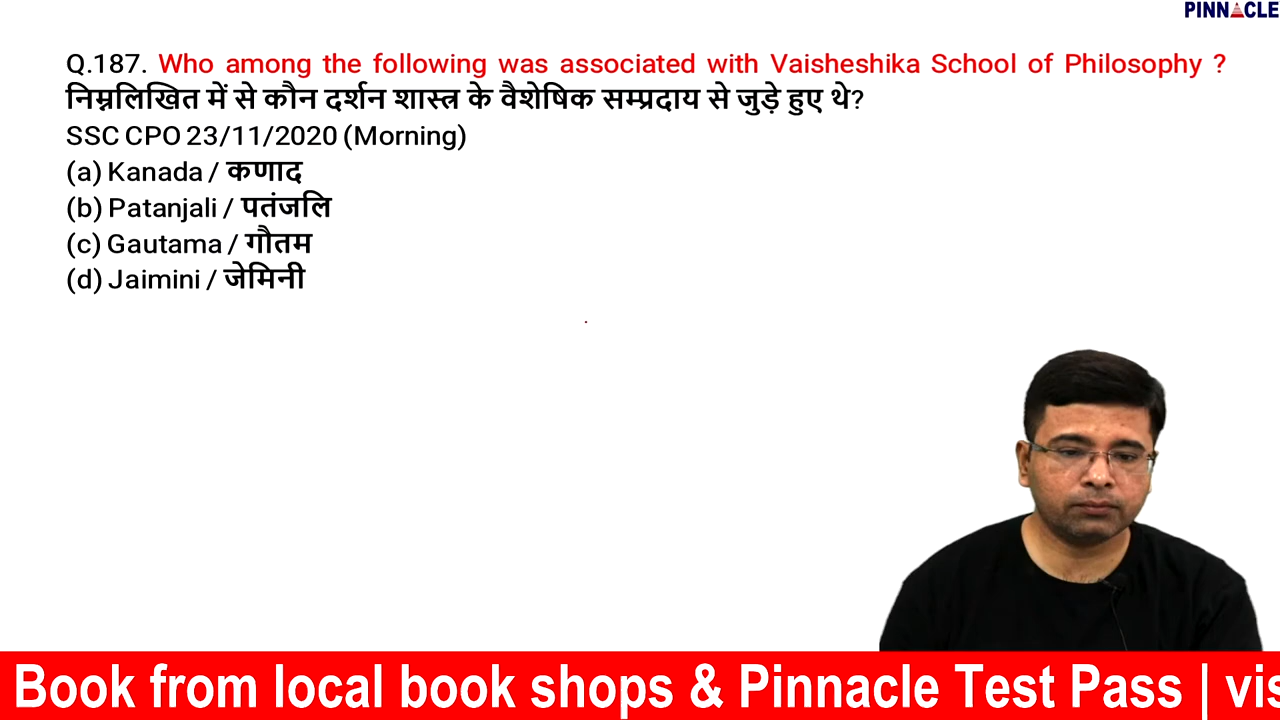 PINNACLE
Q.187. Who among the following was associated with Vaisheshika School of Philosophy ?
निम्नलिखित में से कौन दर्शन शास्त्र के वैशेषिक सम्प्रदाय से जुड़े हुए थे?
SSC CPO 23/11/2020 (Morning)
(a) Kanada / कणाद
(b) Patanjali / पतंजलि
(c) Gautama / गौतम
(d) Jaimini / जेमिनी
Book from local book shops & Pinnacle Test Pass | vis